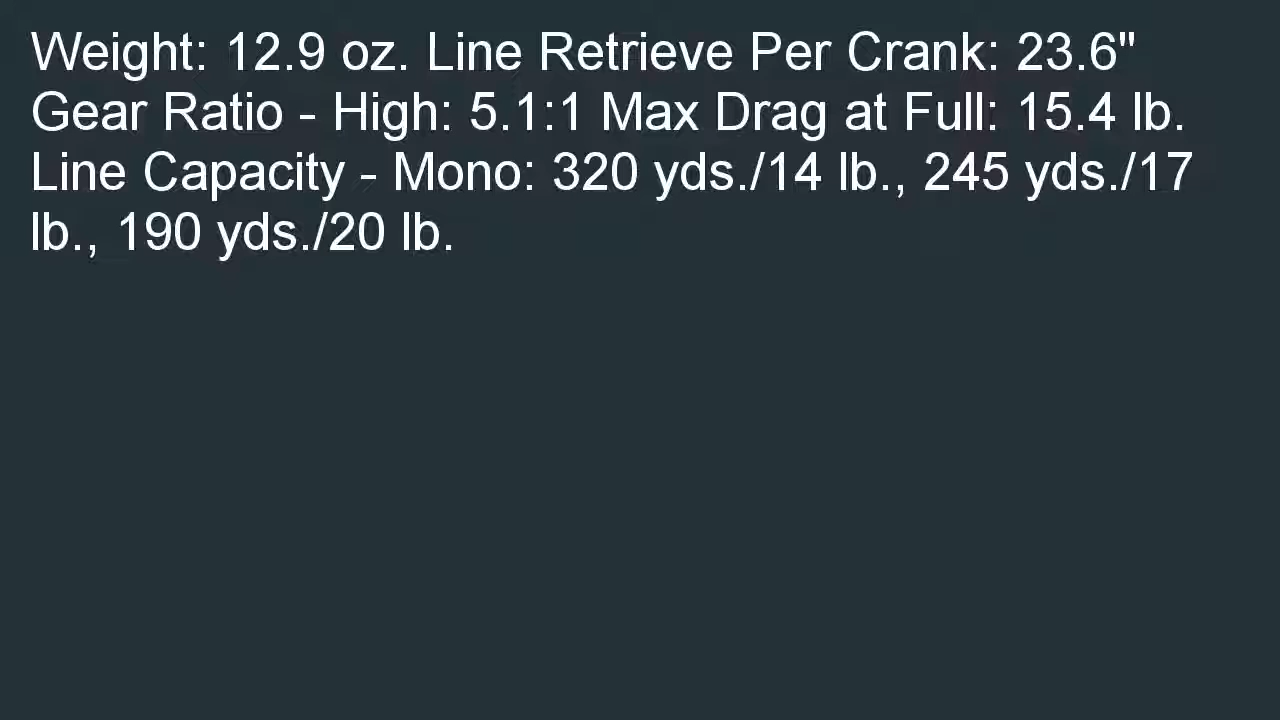 Weight: 12.9 oz. Line Retrieve Per Crank: 23.6"
Gear Ratio - High: 5.1:1 Max Drag at Full: 15.4 lb.
Line Capacity - Mono: 320 yds./14 lb., 245 yds./17
lb., 190 yds./20 lb.